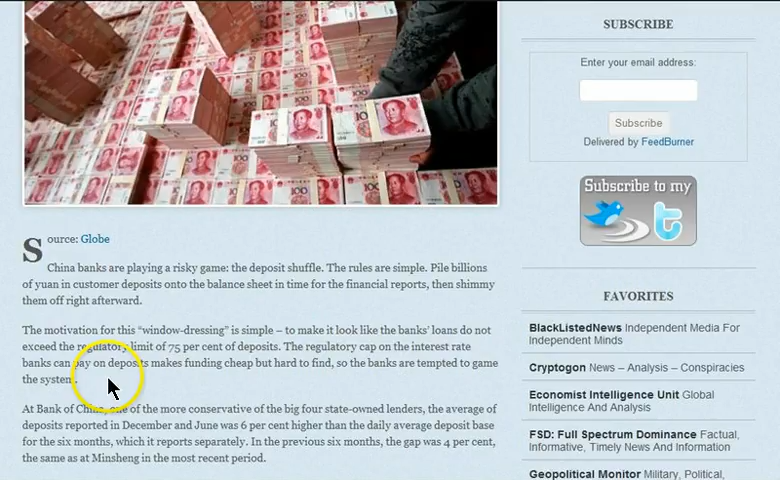 Source: Globe
China banks are playing a risky game: the deposit shuffle. The rules are simple. Pile billions
of yuan in customer deposits onto the balance sheet in time for the financial reports, then shimmy
them off right afterward.
The motivation for this “window-dressing” is simple – to make it look like the banks’ loans do not
exceed the regulatory limit of 75 per cent of deposits. The regulatory cap on the interest rate
banks can pay on deposits makes funding cheap but hard to find, so the banks are tempted to game
the system.
At Bank of China, one of the more conservative of the big four state-owned lenders, the average of
deposits reported in December and June was 6 per cent higher than the daily average deposit base
for the six months, which it reports separately. In the previous six months, the gap was 4 per cent,
the same as at Minsheng in the most recent period.
SUBSCRIBE
Enter your email address:
Subscribe
Delivered by FeedBurner
Subscribe to my
t
FAVORITES
BlackListedNews Independent Media For
Independent Minds
Cryptogon News – Analysis – Conspiracies
Economist Intelligence Unit Global
Intelligence And Analysis
FSD: Full Spectrum Dominance Factual,
Informative, Timely News And Information
Geopolitical Monitor Military, Political,